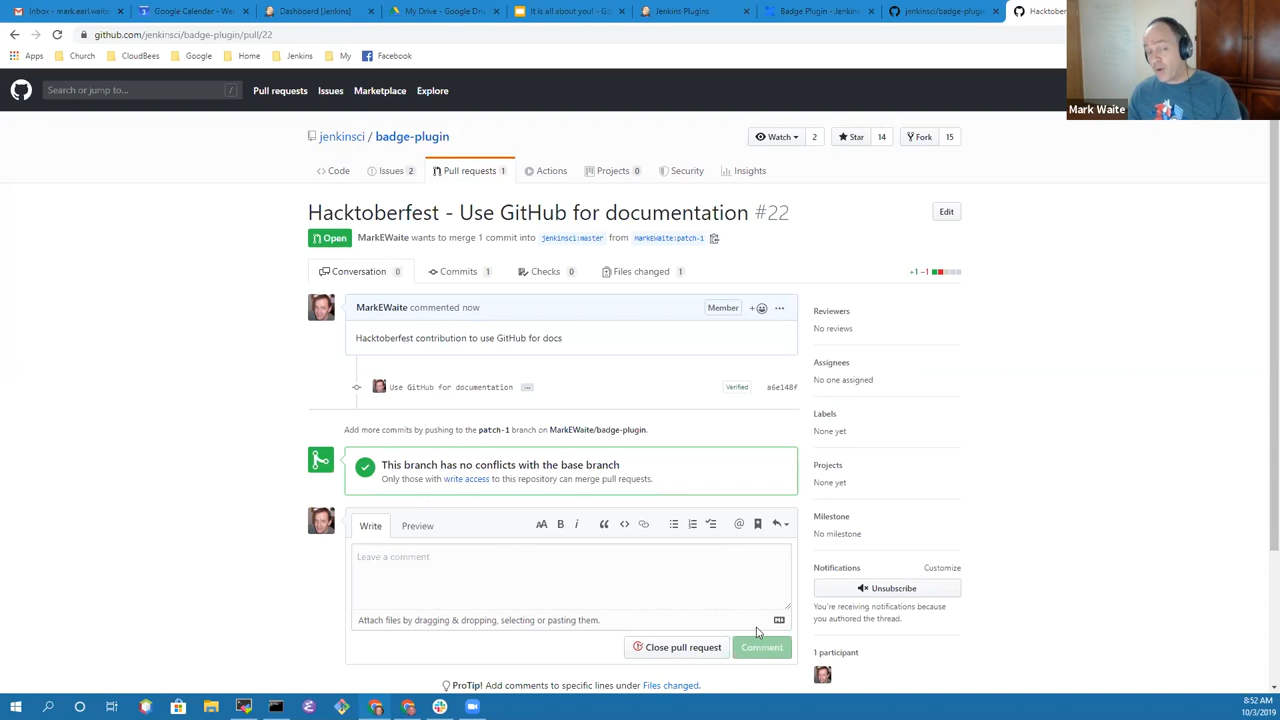 Inbox - mark.earl.waite@
Google Calendar - We
Dashboard [Jenkins]
My Drive - Google Dri
It is all about you! - Go
Jenkins Plugins
Badge Plugin - Jenkins
jenkinsci/badge-plugin
Hacktober
github.com/jenkinsci/badge-plugin/pull/22
Apps
Church
CloudBees
Google
Home
Jenkins
My
Facebook
Search or jump to...
/
Pull requests
Issues
Marketplace
Explore
Mark Waite
jenkinsci / badge-plugin
Watch 2
Star 14
Fork 15
Code
Issues 2
Pull requests 1
Actions
Projects 0
Security
Insights
Hacktoberfest - Use GitHub for documentation #22
Edit
Open
MarkEWaite wants to merge 1 commit into jenkinsci:master from MarkEWaite:patch-1
Conversation 0
Commits 1
Checks 0
Files changed 1
+1 −1
MarkEWaite commented now
Member
Hacktoberfest contribution to use GitHub for docs
Use GitHub for documentation
Verified
a6e148f
Add more commits by pushing to the patch-1 branch on MarkEWaite/badge-plugin.
This branch has no conflicts with the base branch
Only those with write access to this repository can merge pull requests.
Write
Preview
Leave a comment
Attach files by dragging & dropping, selecting or pasting them.
Close pull request
Comment
ProTip! Add comments to specific lines under Files changed.
Reviewers
No reviews
Assignees
No one assigned
Labels
None yet
Projects
None yet
Milestone
No milestone
Notifications
Customize
Unsubscribe
You're receiving notifications because
you authored the thread.
1 participant
8:52 AM
10/3/2019